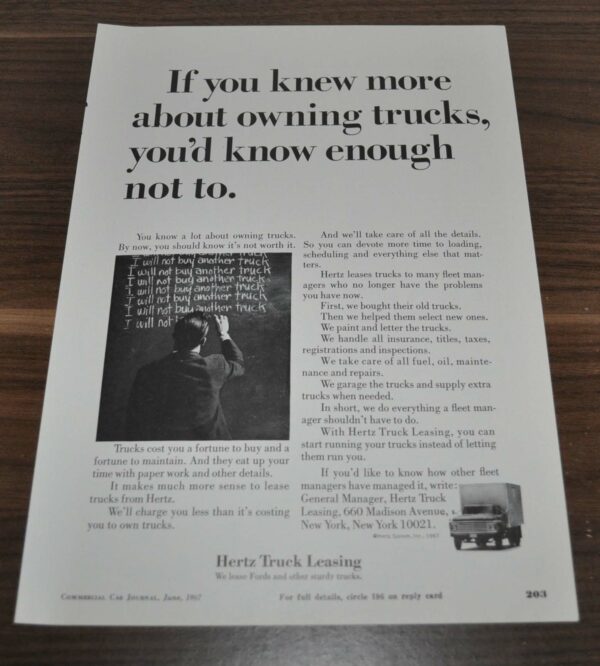 If you knew more
about owning trucks,
you'd know enough
not to.
You know a lot about owning trucks.
By now, you should know it's not worth it.
I will not buy another truck
I will not buy another truck
I will not buy another truck
I will not buy another truck
I will not buy another truck
I will not buy another truck
I will not
Trucks cost you a fortune to buy and a
fortune to maintain. And they eat up your
time with paper work and other details.
It makes much more sense to lease
trucks from Hertz.
We'll charge you less than it's costing
you to own trucks.
And we'll take care of all the details.
So you can devote more time to loading,
scheduling and everything else that mat-
ters.
Hertz leases trucks to many fleet man-
agers who no longer have the problems
you have now.
First, we bought their old trucks.
Then we helped them select new ones.
We paint and letter the trucks.
We handle all insurance, titles, taxes,
registrations and inspections.
We take care of all fuel, oil, mainte-
nance and repairs.
We garage the trucks and supply extra
trucks when needed.
In short, we do everything a fleet man-
ager shouldn't have to do.
With Hertz Truck Leasing, you can
start running your trucks instead of letting
them run you.
If you'd like to know how other fleet
managers have managed it, write:
General Manager, Hertz Truck
Leasing, 660 Madison Avenue,
New York, New York 10021.
©Hertz System, Inc., 1967
Hertz Truck Leasing
We lease Fords and other sturdy trucks.
Commercial Car Journal, June, 1967
For full details, circle 196 on reply card
203